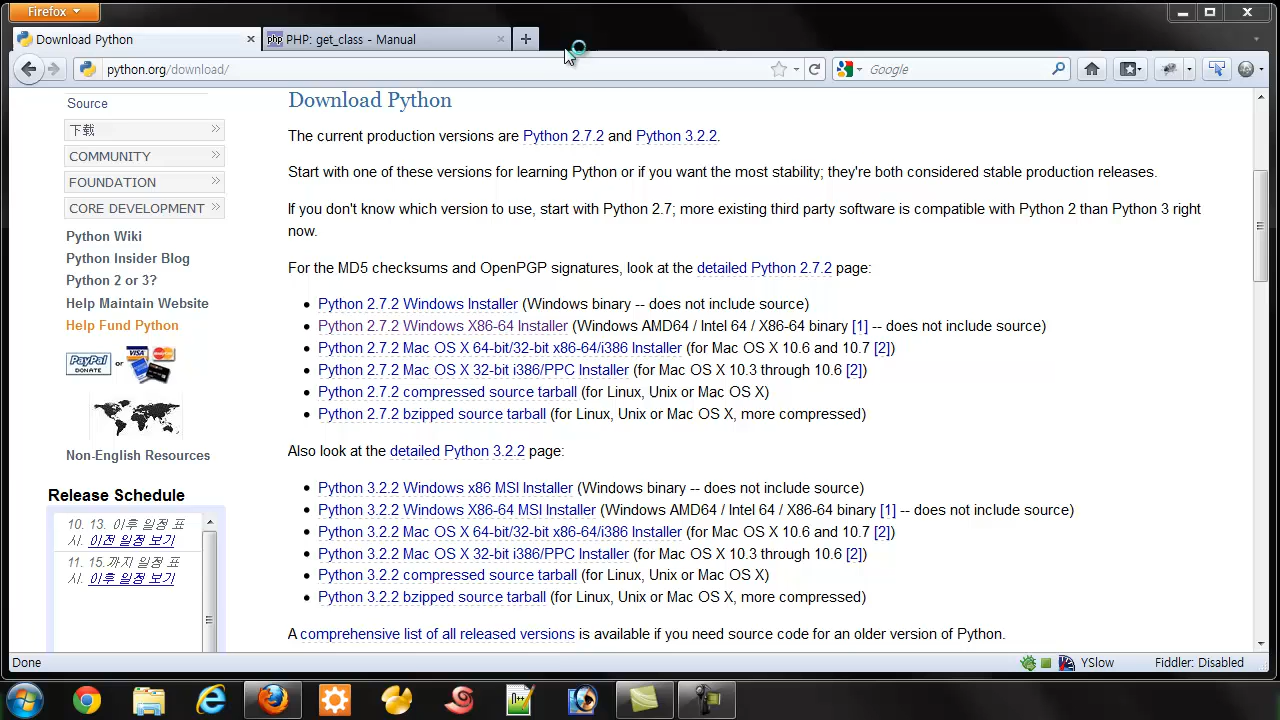 Firefox
Download Python
PHP: get_class - Manual
python.org/download/
Google
Source
下载
COMMUNITY
FOUNDATION
CORE DEVELOPMENT
Python Wiki
Python Insider Blog
Python 2 or 3?
Help Maintain Website
Help Fund Python
PayPal
DONATE
or
VISA
Non-English Resources
Release Schedule
10. 13. 이후 일정 표
시. 이전 일정 보기
11. 15.까지 일정 표
시. 이후 일정 보기
Download Python
The current production versions are Python 2.7.2 and Python 3.2.2.
Start with one of these versions for learning Python or if you want the most stability; they're both considered stable production releases.
If you don't know which version to use, start with Python 2.7; more existing third party software is compatible with Python 2 than Python 3 right
now.
For the MD5 checksums and OpenPGP signatures, look at the detailed Python 2.7.2 page:
Python 2.7.2 Windows Installer (Windows binary -- does not include source)
Python 2.7.2 Windows X86-64 Installer (Windows AMD64 / Intel 64 / X86-64 binary [1] -- does not include source)
Python 2.7.2 Mac OS X 64-bit/32-bit x86-64/i386 Installer (for Mac OS X 10.6 and 10.7 [2])
Python 2.7.2 Mac OS X 32-bit i386/PPC Installer (for Mac OS X 10.3 through 10.6 [2])
Python 2.7.2 compressed source tarball (for Linux, Unix or Mac OS X)
Python 2.7.2 bzipped source tarball (for Linux, Unix or Mac OS X, more compressed)
Also look at the detailed Python 3.2.2 page:
Python 3.2.2 Windows x86 MSI Installer (Windows binary -- does not include source)
Python 3.2.2 Windows X86-64 MSI Installer (Windows AMD64 / Intel 64 / X86-64 binary [1] -- does not include source)
Python 3.2.2 Mac OS X 64-bit/32-bit x86-64/i386 Installer (for Mac OS X 10.6 and 10.7 [2])
Python 3.2.2 Mac OS X 32-bit i386/PPC Installer (for Mac OS X 10.3 through 10.6 [2])
Python 3.2.2 compressed source tarball (for Linux, Unix or Mac OS X)
Python 3.2.2 bzipped source tarball (for Linux, Unix or Mac OS X, more compressed)
A comprehensive list of all released versions is available if you need source code for an older version of Python.
Done
YSlow
Fiddler: Disabled